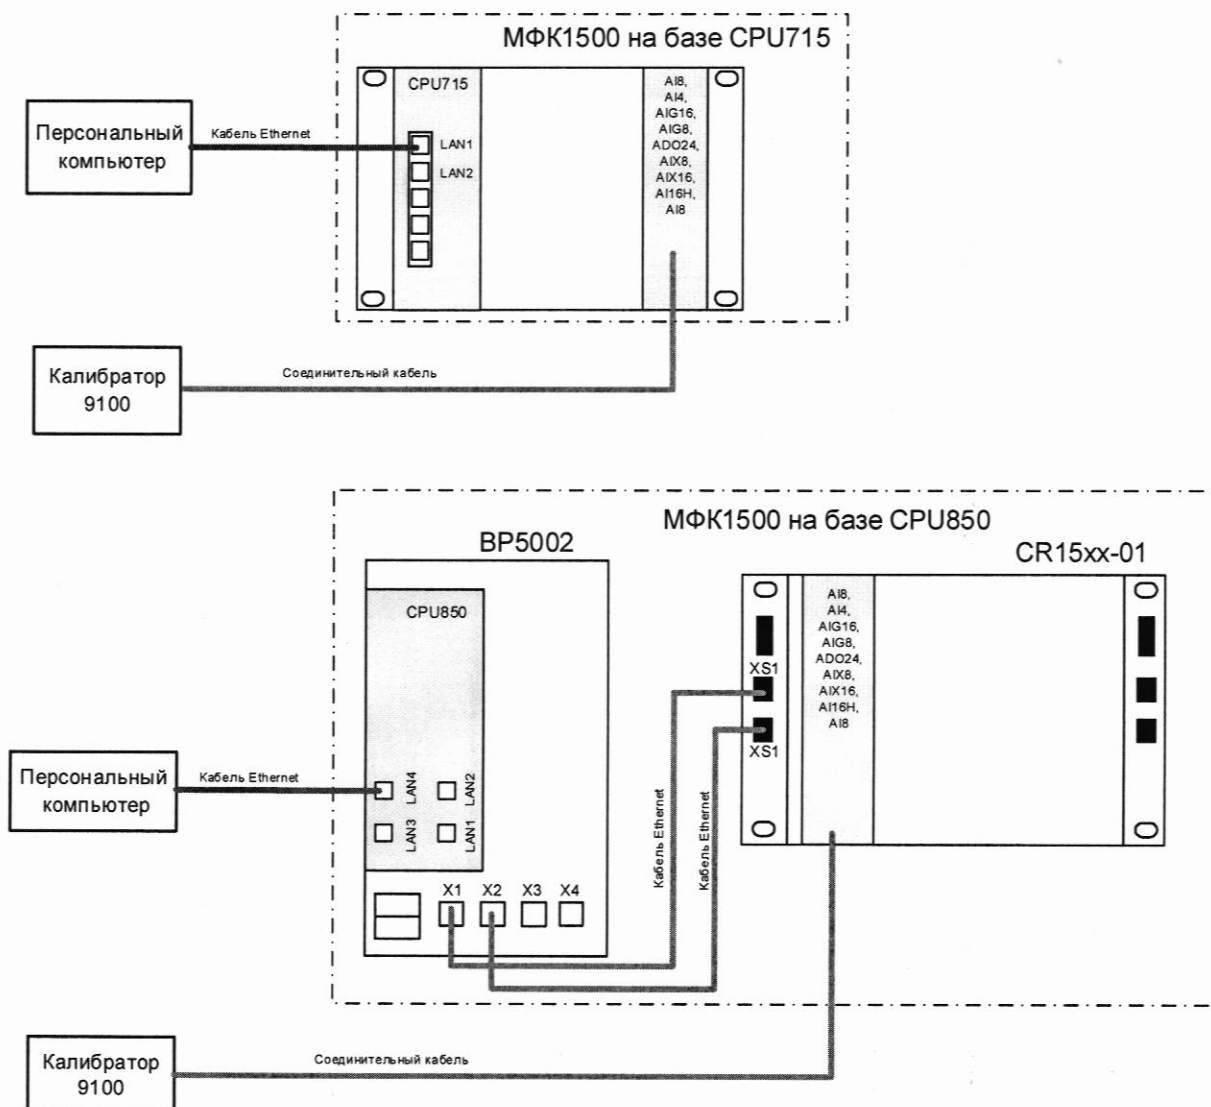 МФК1500 на базе CPU715
CPU715
AI8,
AI4,
AIG16,
AIG8,
ADO24,
AIX8,
AIX16,
AI16H,
AI8
Персональный
компьютер
Кабель Ethernet
LAN1
LAN2
Калибратор
9100
Соединительный кабель
МФК1500 на базе CPU850
BP5002
CR15xx-01
CPU850
AI8,
AI4,
AIG16,
AIG8,
ADO24,
AIX8,
AIX16,
AI16H,
AI8
XS1
XS1
Персональный
компьютер
Кабель Ethernet
LAN4
LAN2
LAN3
LAN1
Кабель Ethernet
Кабель Ethernet
X1 X2 X3 X4
Калибратор
9100
Соединительный кабель